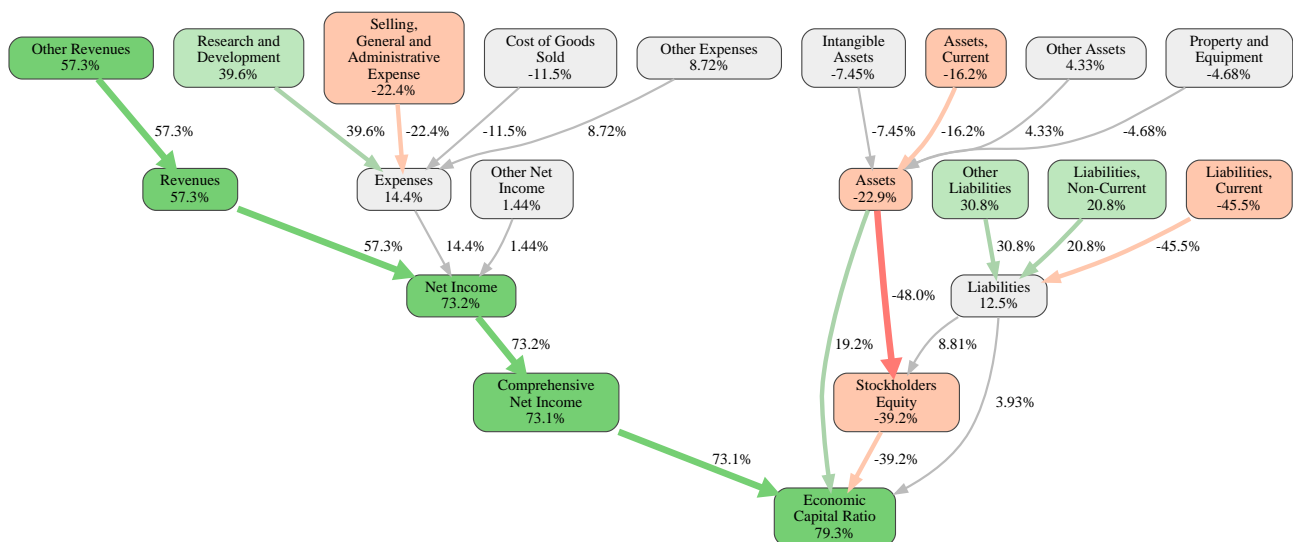 Other Revenues
57.3%
Research and
Development
39.6%
Selling,
General and
Administrative
Expense
-22.4%
Cost of Goods
Sold
-11.5%
Other Expenses
8.72%
Intangible
Assets
-7.45%
Assets,
Current
-16.2%
Other Assets
4.33%
Property and
Equipment
-4.68%
57.3%
39.6%
-22.4%
-11.5%
8.72%
-7.45%
-16.2%
4.33%
-4.68%
Revenues
57.3%
Expenses
14.4%
Other Net
Income
1.44%
Assets
-22.9%
Other
Liabilities
30.8%
Liabilities,
Non-Current
20.8%
Liabilities,
Current
-45.5%
57.3%
14.4%
1.44%
30.8%
20.8%
-45.5%
Net Income
73.2%
-48.0%
Liabilities
12.5%
73.2%
19.2%
8.81%
Comprehensive
Net Income
73.1%
Stockholders
Equity
-39.2%
3.93%
73.1%
-39.2%
Economic
Capital Ratio
79.3%